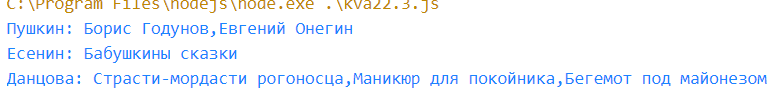 C:\Program Files\nodejs\node.exe .\kva22.3.js
Пушкин: Борис Годунов,Евгений Онегин
Есенин: Бабушкины сказки
Данцова: Страсти-мордасти рогоносца,Маникюр для покойника,Бегемот под майонезом